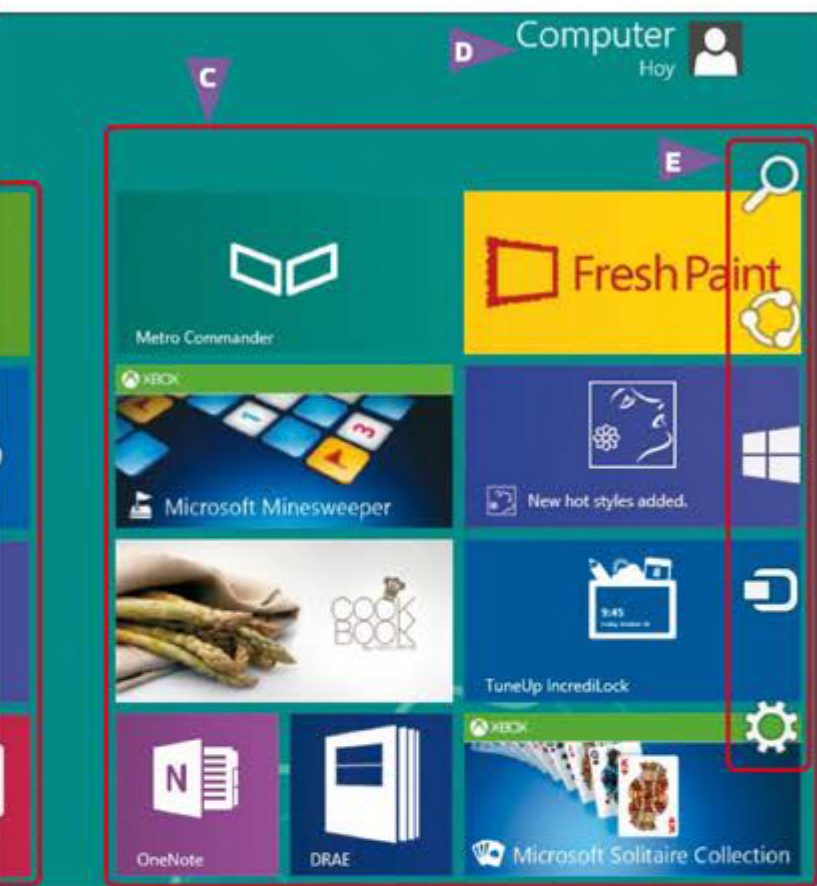 Computer
D
Hoy
C
E
Fresh Paint
Metro Commander
XBOX
Microsoft Minesweeper
New hot styles added.
COOK
BOOK
9:45
TuneUp IncrediLock
XBOX
N
OneNote
DRAE
Microsoft Solitaire Collection